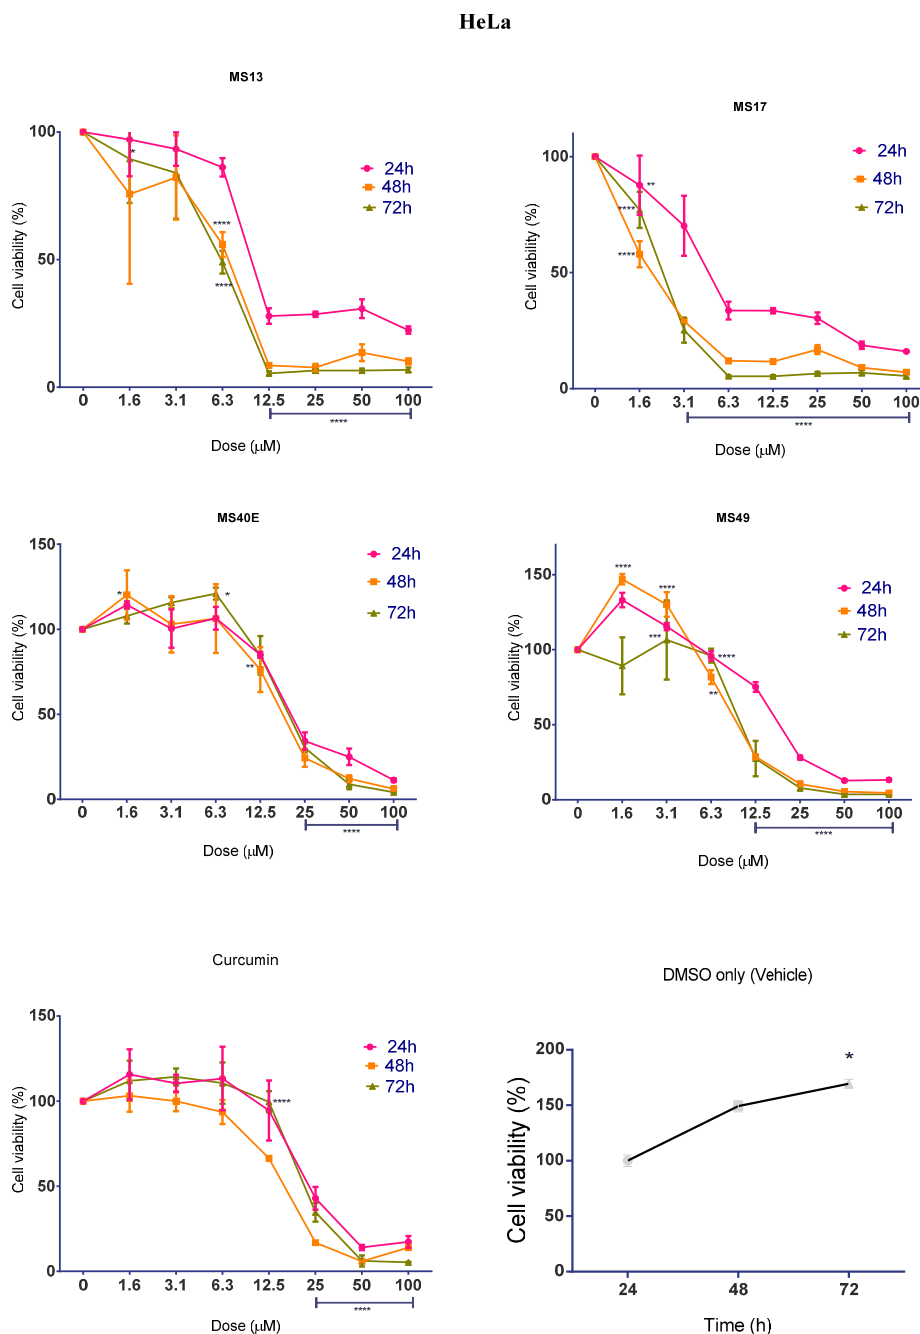 HeLa
MS13
Cell viability (%)
100
50
0
24h
48h
72h
*
****
****
0 1.6 3.1 6.3 12.5 25 50 100
****
Dose (μM)
MS17
Cell viability (%)
100
50
0
24h
48h
72h
**
****
****
0 1.6 3.1 6.3 12.5 25 50 100
****
Dose (μM)
MS40E
Cell viability (%)
150
100
50
0
24h
48h
72h
*
*
**
0 1.6 3.1 6.3 12.5 25 50 100
****
Dose (μM)
MS49
Cell viability (%)
150
100
50
0
24h
48h
72h
****
****
***
****
**
0 1.6 3.1 6.3 12.5 25 50 100
****
Dose (μM)
Curcumin
Cell viability (%)
150
100
50
0
24h
48h
72h
****
0 1.6 3.1 6.3 12.5 25 50 100
****
Dose (μM)
DMSO only (Vehicle)
Cell viability (%)
200
150
100
50
0
*
24 48 72
Time (h)